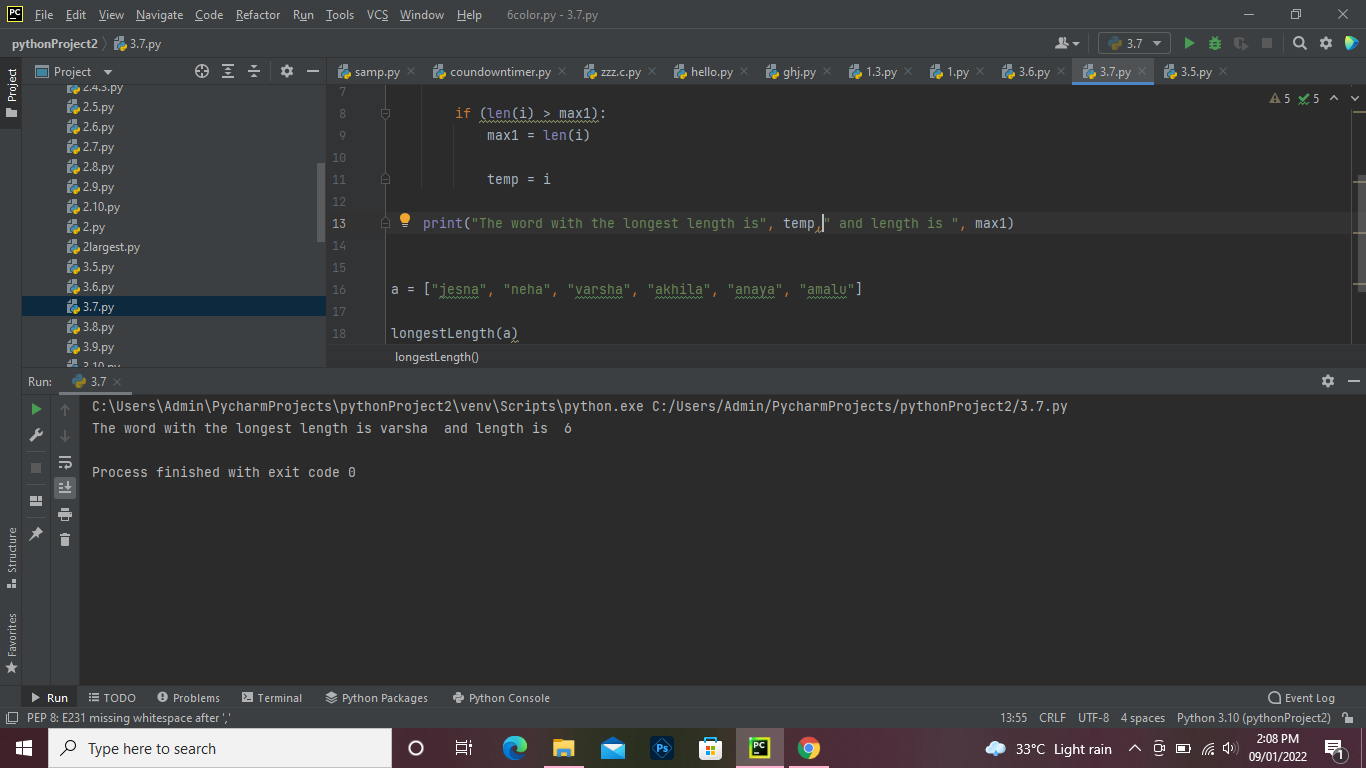 PC File Edit View Navigate Code Refactor Run Tools VCS Window Help 6color.py - 3.7.py
pythonProject2 3.7.py 3.7
Project samp.py coundowntimer.py zzz.c.py hello.py ghj.py 1.3.py 1.py 3.6.py 3.7.py 3.5.py
Project
2.4.3.py
2.5.py
2.6.py
2.7.py
2.8.py
2.9.py
2.10.py
2.py
2largest.py
3.5.py
3.6.py
3.7.py
3.8.py
3.9.py
3.10.py
5 5
7
8 if (len(i) > max1):
9 max1 = len(i)
10
11 temp = i
12
13 print("The word with the longest length is", temp," and length is ", max1)
14
15
16 a = ["jesna", "neha", "varsha", "akhila", "anaya", "amalu"]
17
18 longestLength(a)
longestLength()
Run: 3.7
C:\Users\Admin\PycharmProjects\pythonProject2\venv\Scripts\python.exe C:/Users/Admin/PycharmProjects/pythonProject2/3.7.py
The word with the longest length is varsha  and length is  6
Process finished with exit code 0
Structure
Favorites
Run TODO Problems Terminal Python Packages Python Console Event Log
PEP 8: E231 missing whitespace after ',' 13:55 CRLF UTF-8 4 spaces Python 3.10 (pythonProject2)
Type here to search Ps PC 33°C Light rain 2:08 PM
09/01/2022 1